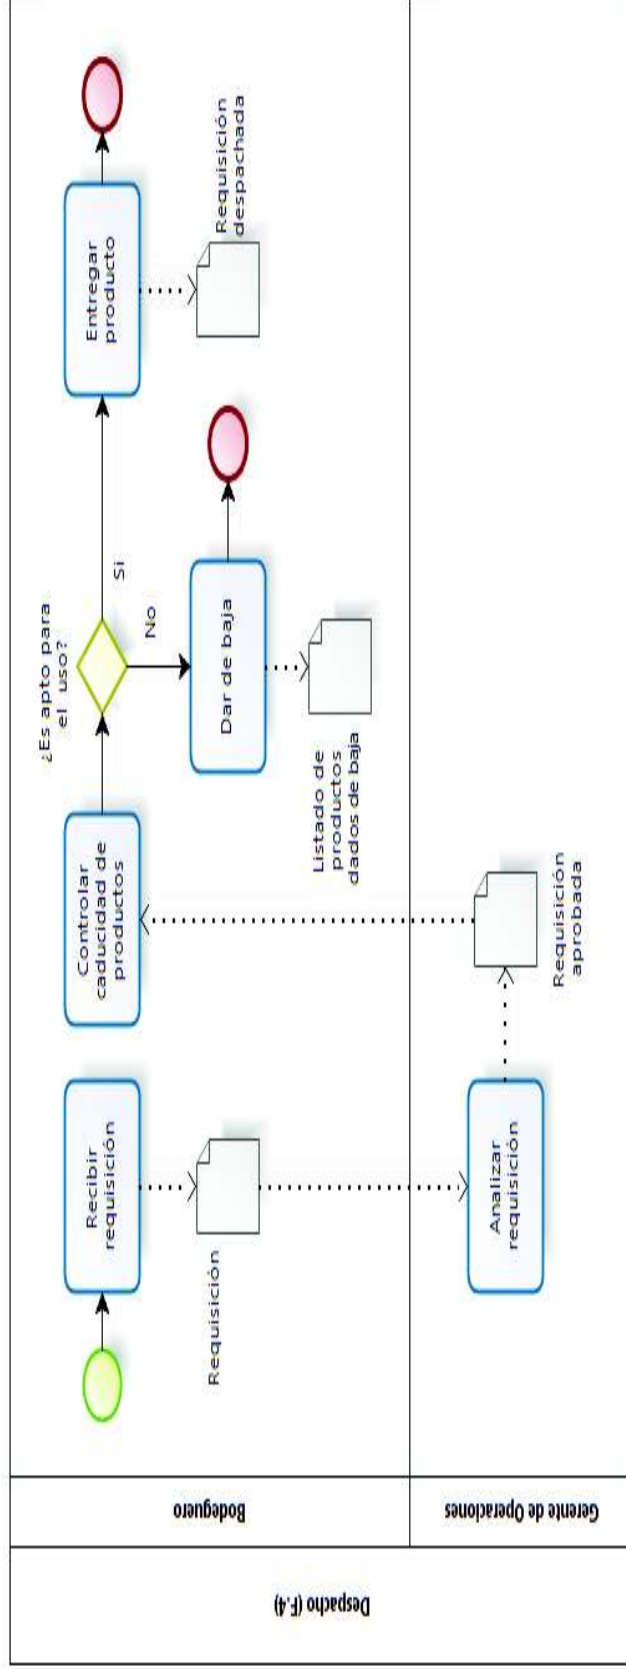 Despacho (F.4)
Bodeguero
Gerente de Operaciones
Recibir
requisición
Requisición
Analizar
requisición
Requisición
aprobada
Controlar
caducidad de
productos
¿Es apto para
el uso?
Si
No
Dar de baja
Listado de
productos
dados de baja
Entregar
producto
Requisición
despachada